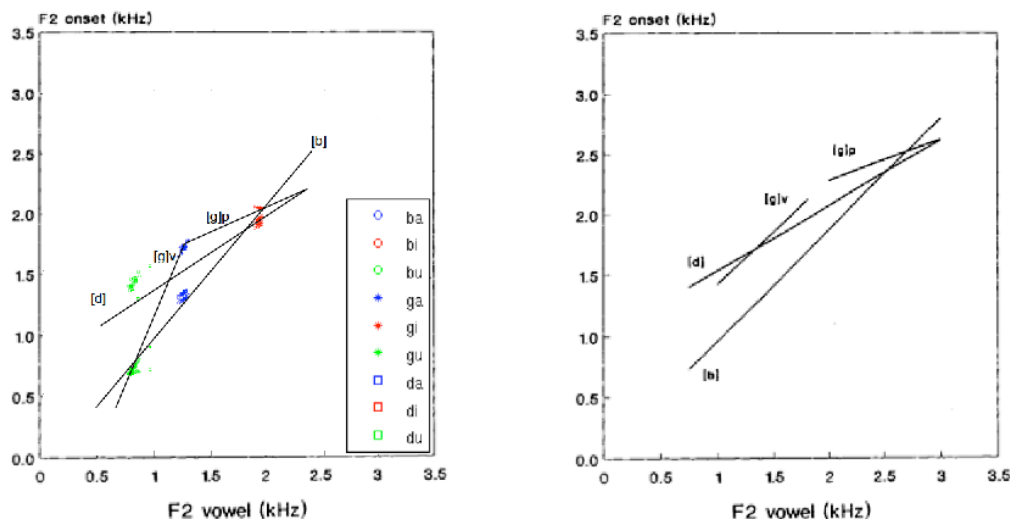 F2 onset (kHz)
3.5
3.0
2.5
2.0
1.5
1.0
0.5
0.0
[b]
[g]p
[g]v
[d]
ba
bi
bu
ga
gi
gu
da
di
du
0 0.5 1 1.5 2 2.5 3 3.5
F2 vowel (kHz)
F2 onset (kHz)
3.5
3.0
2.5
2.0
1.5
1.0
0.5
0.0
[g]p
[g]v
[d]
[b]
0 0.5 1 1.5 2 2.5 3 3.5
F2 vowel (kHz)